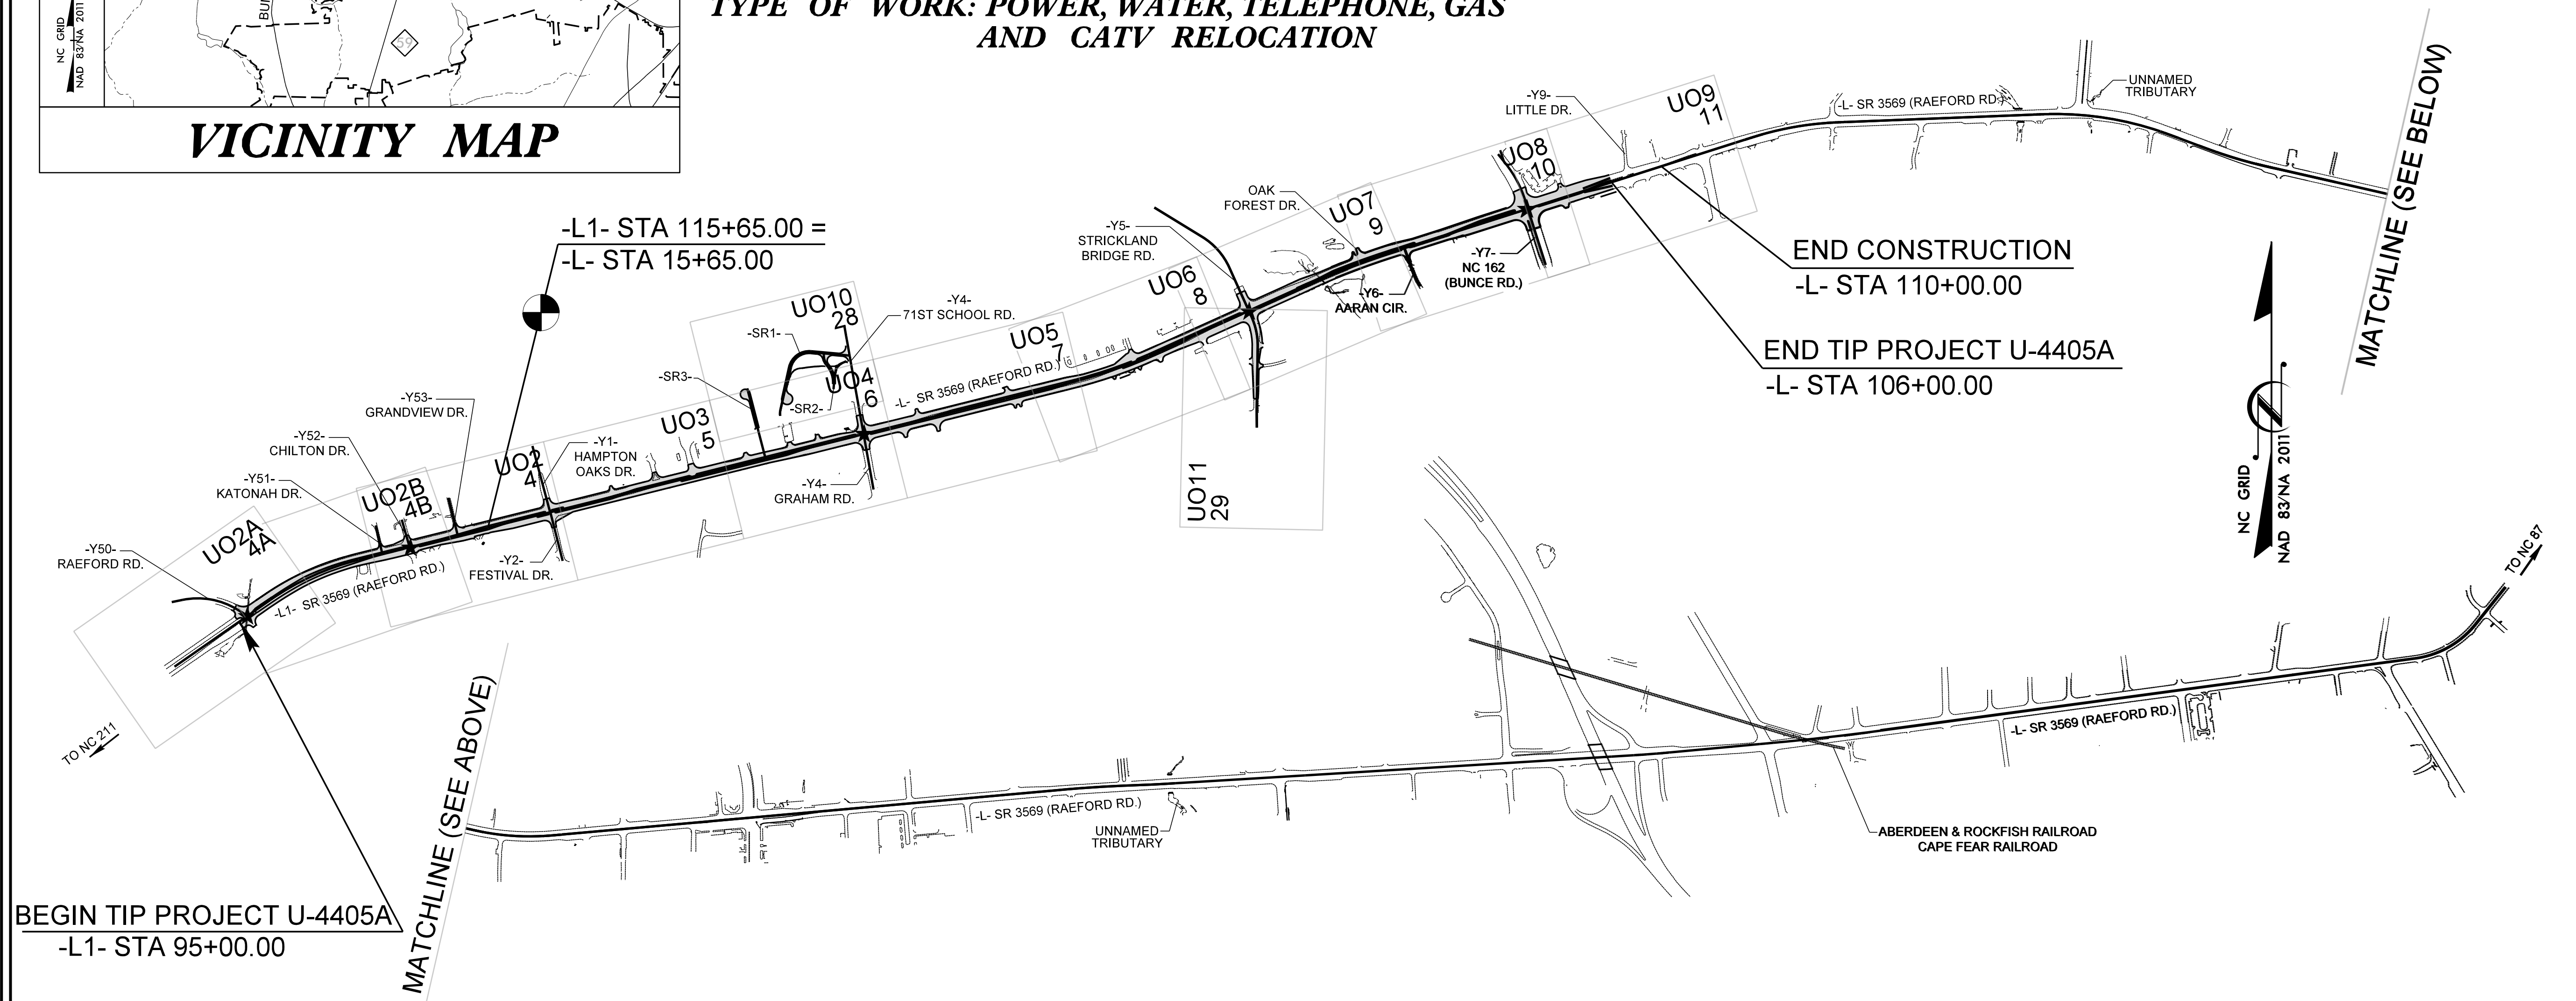 NC GRID
NAD 83/NA 2011
59
VICINITY MAP
TYPE OF WORK: POWER, WATER, TELEPHONE, GAS
AND CATV RELOCATION
-L1- STA 115+65.00 =
-L- STA 15+65.00
-Y9-
LITTLE DR.
UO9
11
-L- SR 3569 (RAEFORD RD.)
UNNAMED
TRIBUTARY
MATCHLINE (SEE BELOW)
UO8
10
OAK
FOREST DR.
UO7
9
-Y5-
STRICKLAND
BRIDGE RD.
UO6
8
-Y7-
NC 162
(BUNCE RD.)
-Y6-
AARAN CIR.
END CONSTRUCTION
-L- STA 110+00.00
END TIP PROJECT U-4405A
-L- STA 106+00.00
UO10
28
-Y4-
71ST SCHOOL RD.
-SR1-
-SR3-
-SR2-
UO4
6
UO5
7
-L- SR 3569 (RAEFORD RD.)
-Y53-
GRANDVIEW DR.
UO3
5
-Y52-
CHILTON DR.
-Y1-
HAMPTON
OAKS DR.
UO2
4
-Y51-
KATONAH DR.
UO2B
4B
-Y4-
GRAHAM RD.
UO11
29
UO2A
4A
-Y50-
RAEFORD RD.
-Y2-
FESTIVAL DR.
-L1- SR 3569 (RAEFORD RD.)
NC GRID
NAD 83/NA 2011
TO NC 87
TO NC 211
MATCHLINE (SEE ABOVE)
-L- SR 3569 (RAEFORD RD.)
-L- SR 3569 (RAEFORD RD.)
UNNAMED
TRIBUTARY
ABERDEEN & ROCKFISH RAILROAD
CAPE FEAR RAILROAD
BEGIN TIP PROJECT U-4405A
-L1- STA 95+00.00